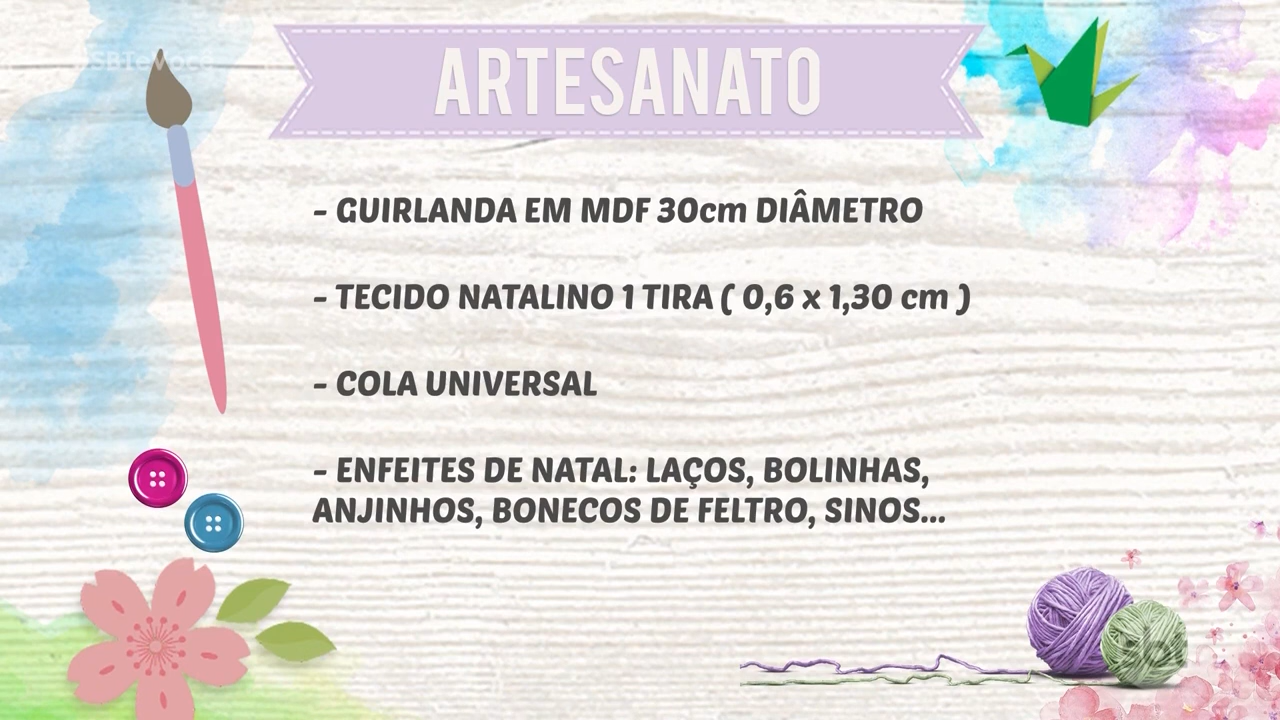 #SBTeVocê
ARTESANATO
- GUIRLANDA EM MDF 30cm DIÂMETRO
- TECIDO NATALINO 1 TIRA ( 0,6 x 1,30 cm )
- COLA UNIVERSAL
- ENFEITES DE NATAL: LAÇOS, BOLINHAS,
ANJINHOS, BONECOS DE FELTRO, SINOS...